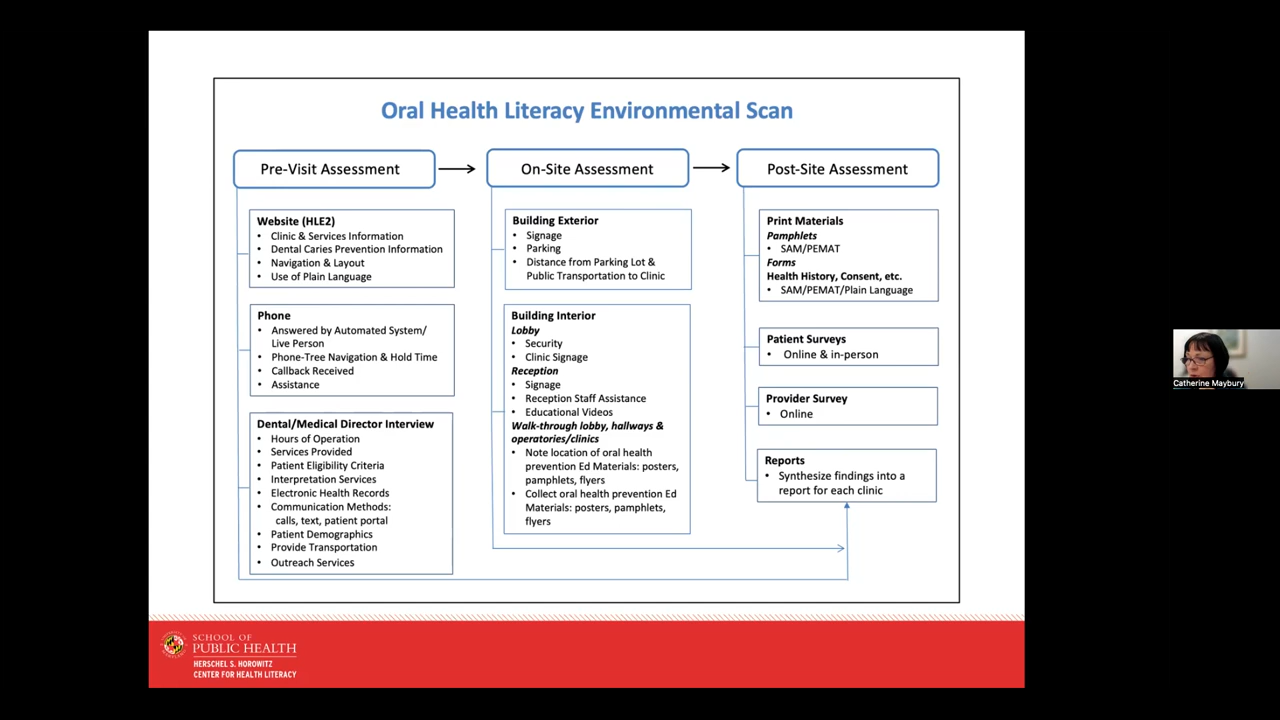 Oral Health Literacy Environmental Scan
Pre-Visit Assessment
Website (HLE2)
• Clinic & Services Information
• Dental Caries Prevention Information
• Navigation & Layout
• Use of Plain Language
Phone
• Answered by Automated System/
Live Person
• Phone-Tree Navigation & Hold Time
• Callback Received
• Assistance
Dental/Medical Director Interview
• Hours of Operation
• Services Provided
• Patient Eligibility Criteria
• Interpretation Services
• Electronic Health Records
• Communication Methods:
calls, text, patient portal
• Patient Demographics
• Provide Transportation
• Outreach Services
On-Site Assessment
Building Exterior
• Signage
• Parking
• Distance from Parking Lot &
Public Transportation to Clinic
Building Interior
Lobby
• Security
• Clinic Signage
Reception
• Signage
• Reception Staff Assistance
• Educational Videos
Walk-through lobby, hallways &
operatories/clinics
• Note location of oral health
prevention Ed Materials: posters,
pamphlets, flyers
• Collect oral health prevention Ed
Materials: posters, pamphlets,
flyers
Post-Site Assessment
Print Materials
Pamphlets
• SAM/PEMAT
Forms
Health History, Consent, etc.
• SAM/PEMAT/Plain Language
Patient Surveys
• Online & in-person
Provider Survey
• Online
Reports
• Synthesize findings into a
report for each clinic
SCHOOL OF
PUBLIC HEALTH
HERSCHEL S. HOROWITZ
CENTER FOR HEALTH LITERACY
Catherine Maybury